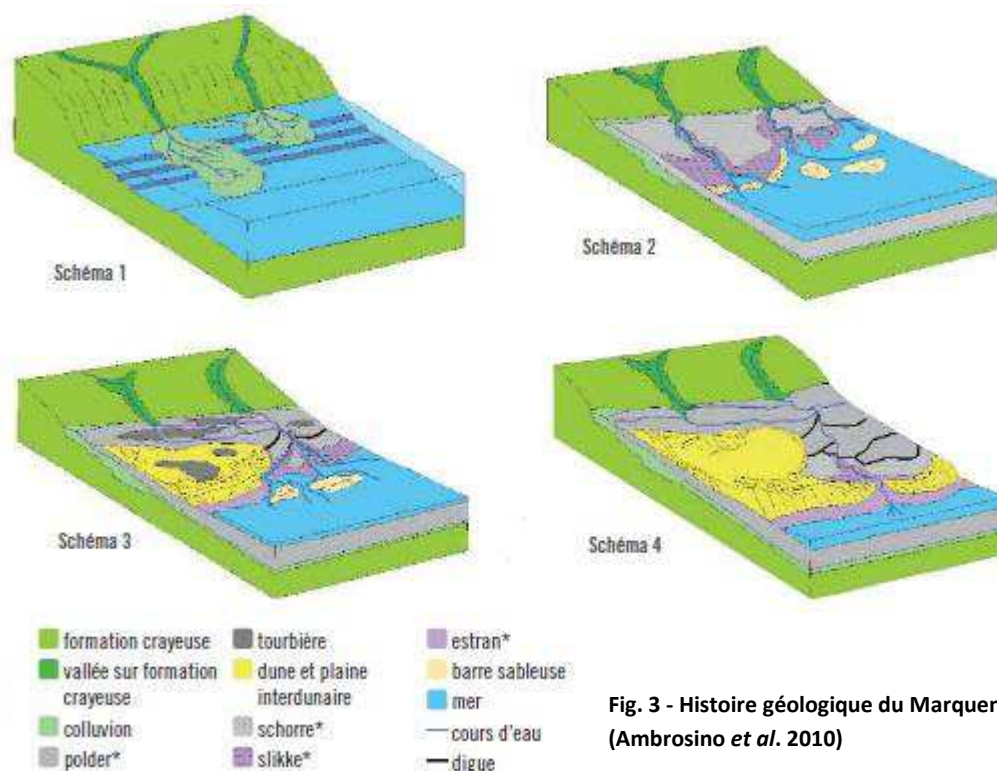 Schéma 1
Schéma 2
Schéma 3
Schéma 4
formation crayeuse
vallée sur formation
crayeuse
colluvion
polder*
tourbière
dune et plaine
interdunaire
schorre*
slikke*
estran*
barre sableuse
mer
cours d'eau
digue
Fig. 3 - Histoire géologique du Marquen
(Ambrosino et al. 2010)